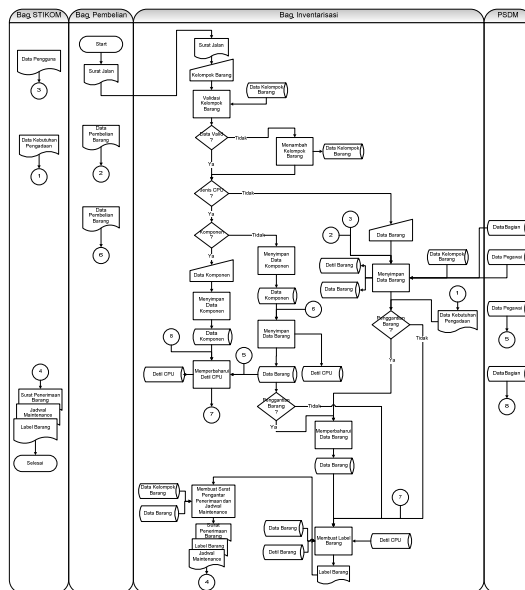 Bag. STIKOM
Data Pengguna
3
Data Kebutuhan
Pengadaan
1
4
Surat Penerimaan
Barang
Jadwal
Maintenance
Label Barang
Selesai
Bag. Pembelian
Start
Surat Jalan
Data
Pembelian
Barang
2
Data
Pembelian
Barang
6
Bag. Inventarisasi
Surat Jalan
Kelompok Barang
Validasi
Kelompok
Barang
Data Kelompok
Barang
Data Valid
?
Tidak
Menambah
Kelompok
Barang
Data Kelompok
Barang
Ya
Jenis CPU
?
Tidak
Ya
Komponen
?
Tidak
Ya
Data Komponen
Menyimpan
Data
Komponen
Data
Komponen
Menyimpan
Data
Komponen
Data
Komponen
6
Menyimpan
Data Barang
Data Barang
Detil CPU
5
Memperbaharui
Detil CPU
Detil CPU
7
Penggantian
Barang
?
Tidak
Ya
3
2
Data Barang
Data Kelompok
Barang
Detil Barang
Data Barang
Menyimpan
Data Barang
1
Data Kebutuhan
Pengadaan
Penggantian
Barang
?
Tidak
Ya
Memperbaharui
Data Barang
Data Barang
7
Data Kelompok
Barang
Data Barang
Membuat Surat
Pengantar
Penerimaan dan
Jadwal
Maintenance
Surat
Penerimaan
Barang
Label Barang
Jadwal
Maintenance
4
Data Barang
Detil Barang
Membuat Label
Barang
Detil CPU
Label Barang
PSDM
Data Bagian
Data Pegawai
Data Pegawai
5
Data Bagian
8